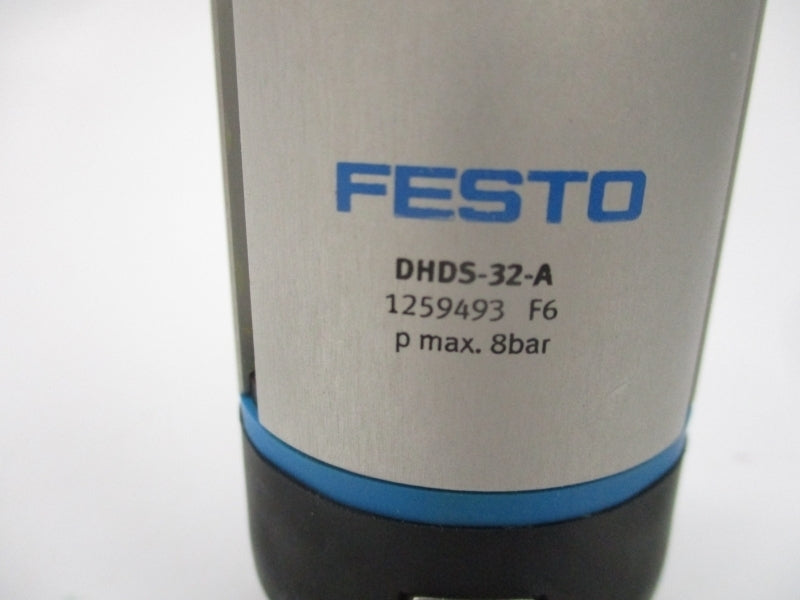 FESTO
DHDS-32-A
1259493 F6
p max. 8bar